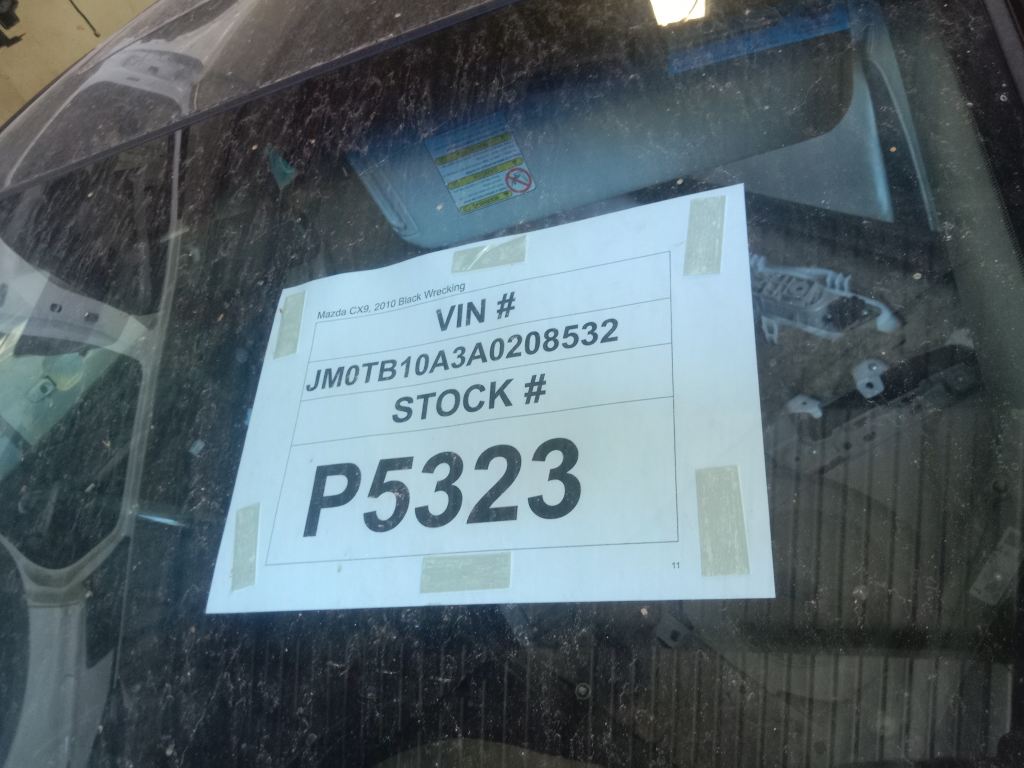 Mazda CX9, 2010 Black Wrecking
VIN #
JM0TB10A3A0208532
STOCK #
P5323
11